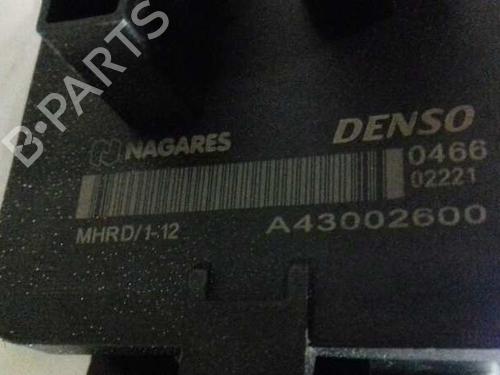 NAGARES DENSO
0466
02221
MHRD/1-12 A43002600
B-PARTS